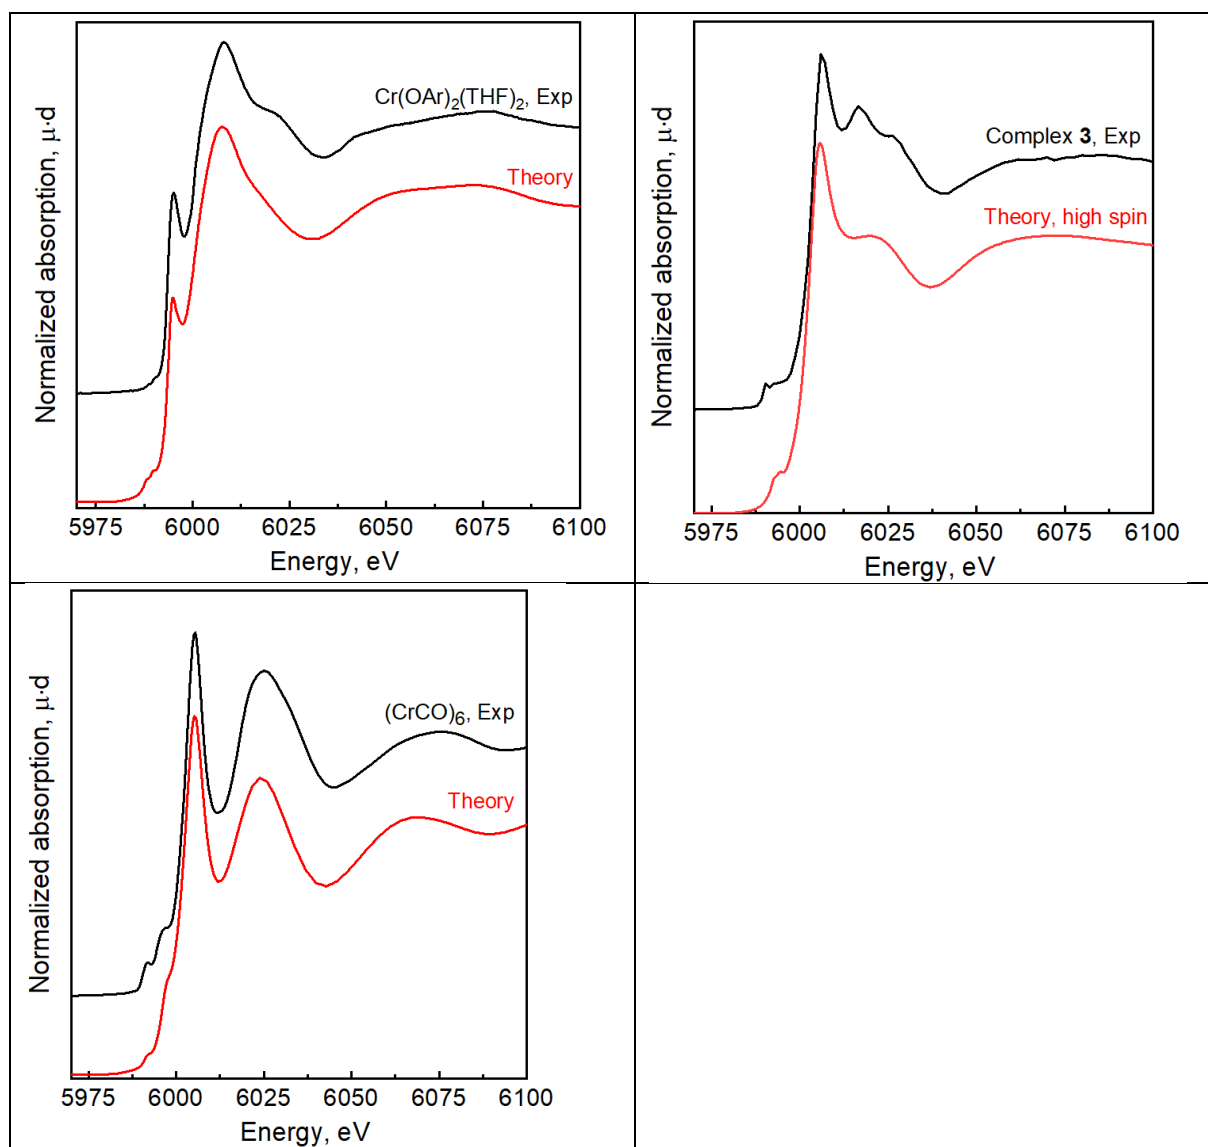 Normalized absorption, μ·d
Cr(OAr)₂(THF)₂, Exp
Theory
5975 6000 6025 6050 6075 6100
Energy, eV
Normalized absorption, μ·d
Complex 3, Exp
Theory, high spin
5975 6000 6025 6050 6075 6100
Energy, eV
Normalized absorption, μ·d
(CrCO)₆, Exp
Theory
5975 6000 6025 6050 6075 6100
Energy, eV